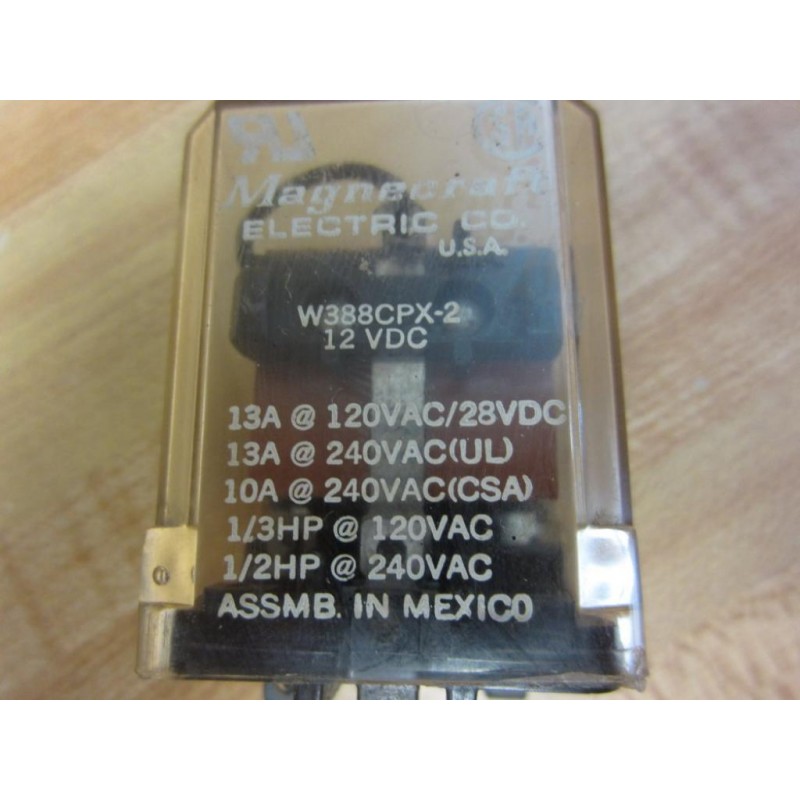 Magnecraft
ELECTRIC CO.
U.S.A.
W388CPX-2
12 VDC
13A @ 120VAC/28VDC
13A @ 240VAC(UL)
10A @ 240VAC(CSA)
1/3HP @ 120VAC
1/2HP @ 240VAC
ASSMB. IN MEXICO